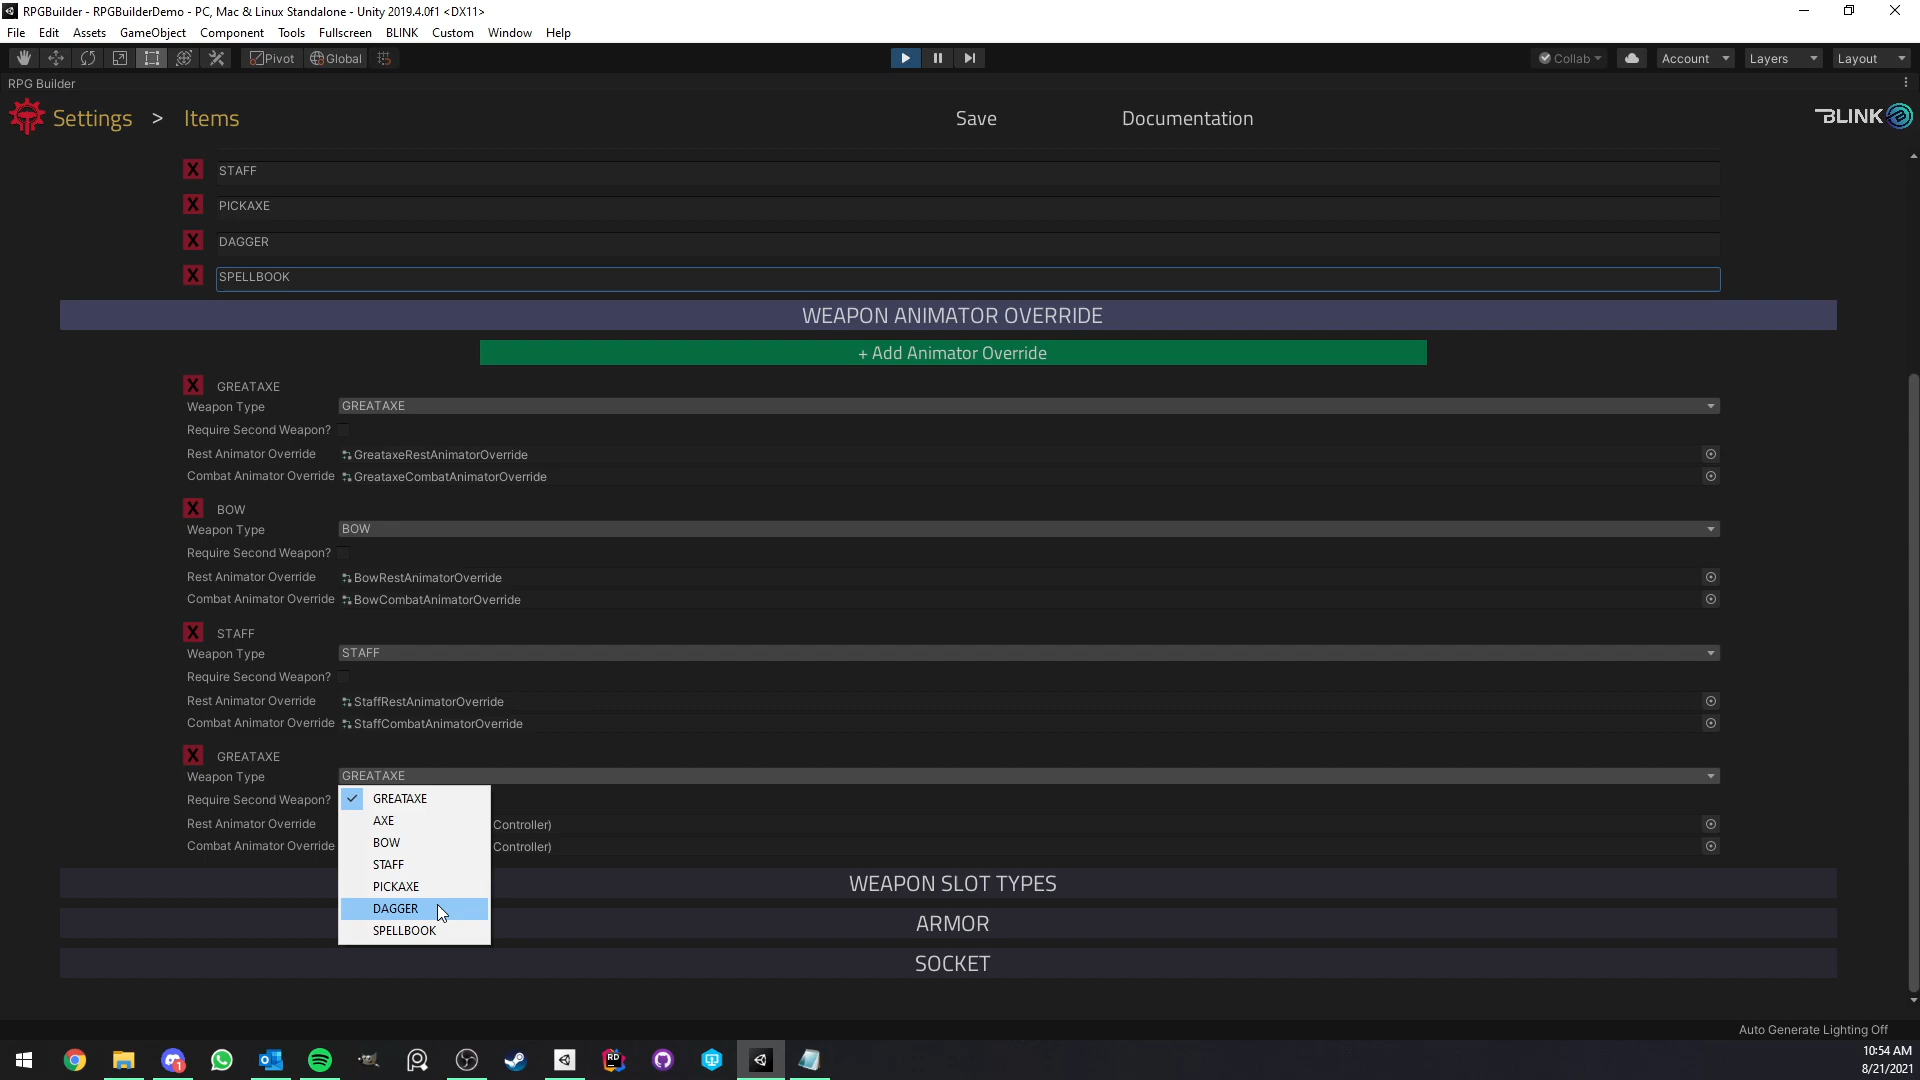 RPGBuilder - RPGBuilderDemo - PC, Mac & Linux Standalone - Unity 2019.4.0f1 <DX11>
File Edit Assets GameObject Component Tools Fullscreen BLINK Custom Window Help
Pivot Global Collab Account Layers Layout
RPG Builder
Settings > Items Save Documentation BLINK
X STAFF
X PICKAXE
X DAGGER
X SPELLBOOK
WEAPON ANIMATOR OVERRIDE
+ Add Animator Override
X GREATAXE
Weapon Type GREATAXE
Require Second Weapon?
Rest Animator Override GreataxeRestAnimatorOverride
Combat Animator Override GreataxeCombatAnimatorOverride
X BOW
Weapon Type BOW
Require Second Weapon?
Rest Animator Override BowRestAnimatorOverride
Combat Animator Override BowCombatAnimatorOverride
X STAFF
Weapon Type STAFF
Require Second Weapon?
Rest Animator Override StaffRestAnimatorOverride
Combat Animator Override StaffCombatAnimatorOverride
X GREATAXE
Weapon Type GREATAXE
Require Second Weapon?
Rest Animator Override Controller)
Combat Animator Override Controller)
GREATAXE
AXE
BOW
STAFF
PICKAXE
DAGGER
SPELLBOOK
WEAPON SLOT TYPES
ARMOR
SOCKET
Auto Generate Lighting Off
1
RD
10:54 AM
8/21/2021